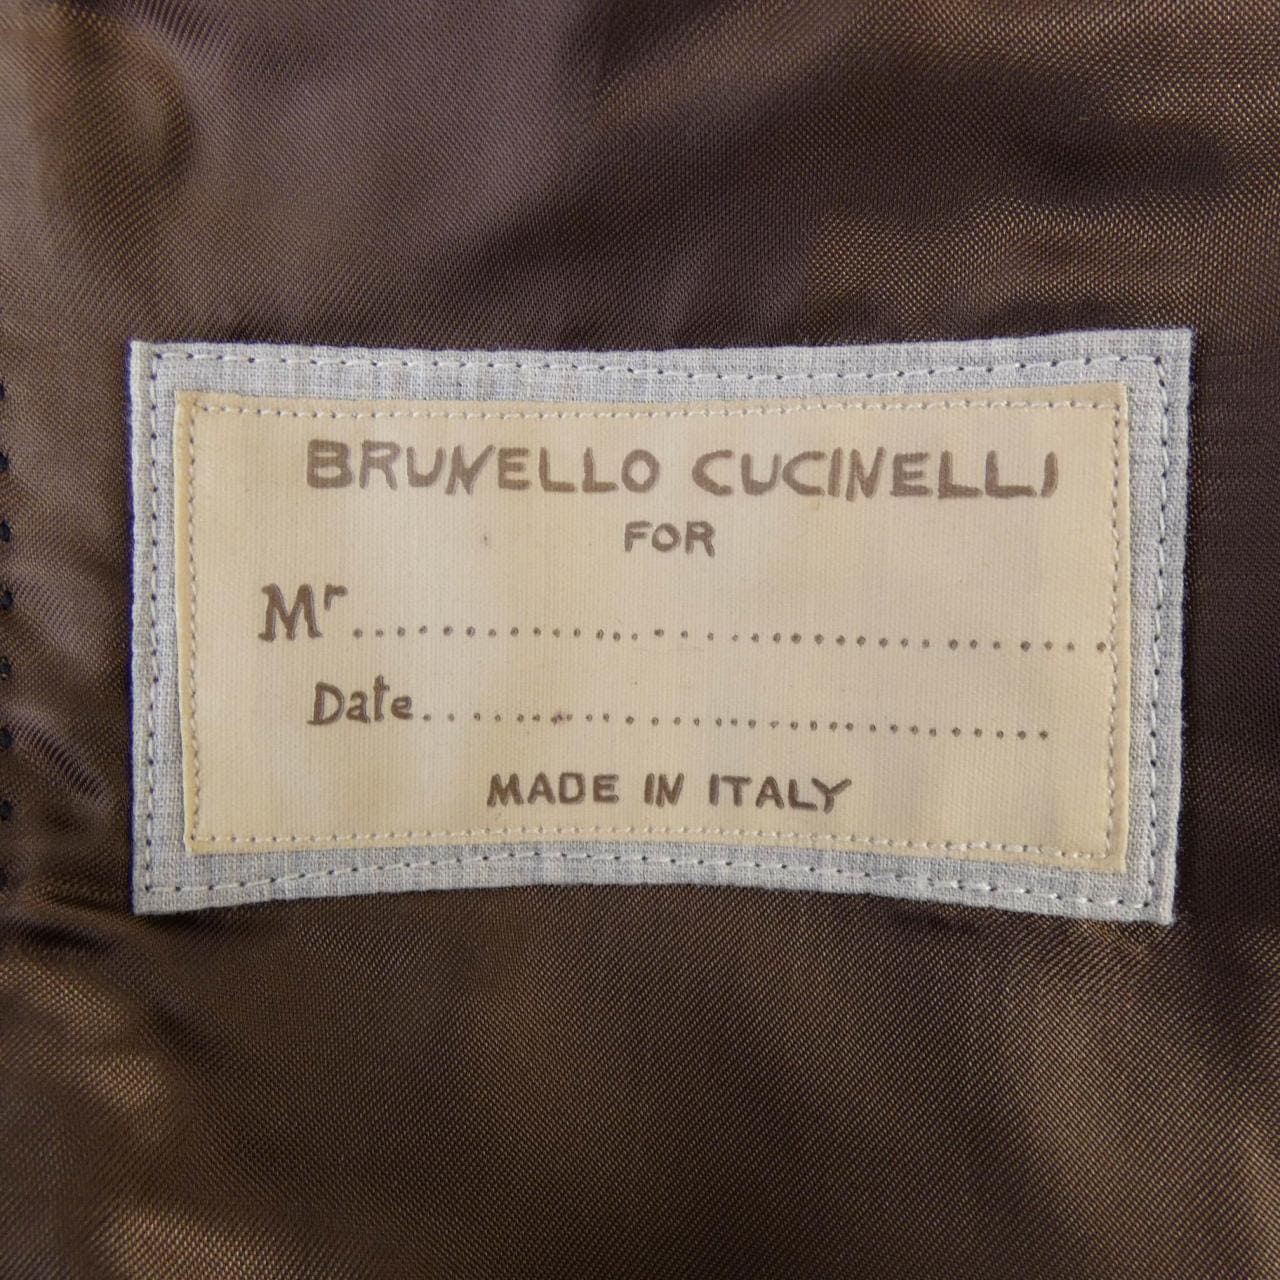 BRUNELLO CUCINELLI
FOR
Mr........................................
Date........................................
MADE IN ITALY